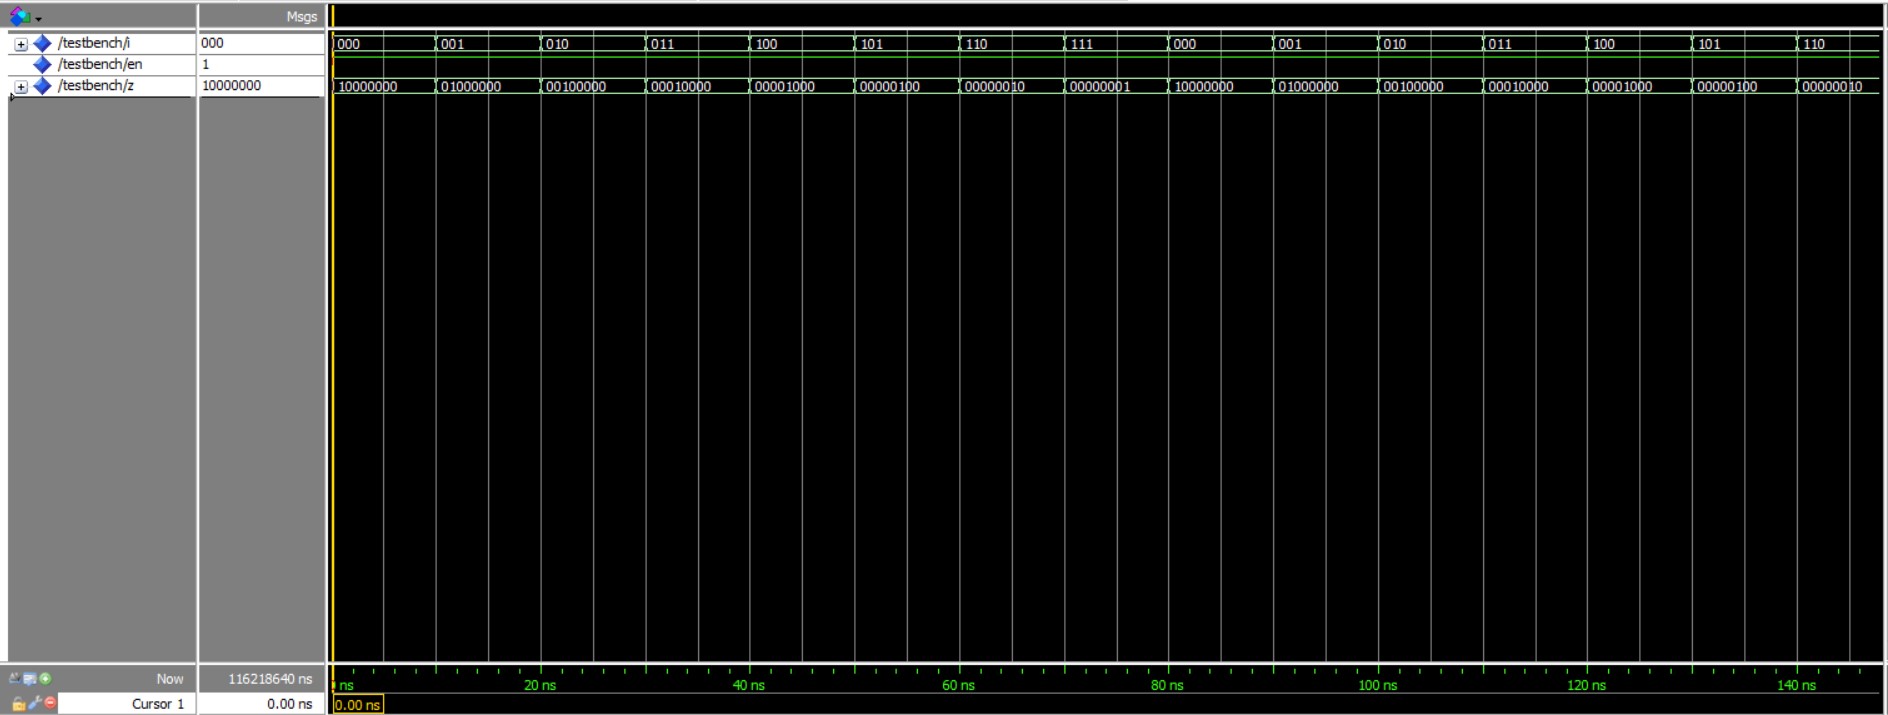 Msgs
/testbench/i 000 000 001 010 011 100 101 110 111 000 001 010 011 100 101 110
/testbench/en 1
/testbench/z 10000000 10000000 01000000 00100000 00010000 00001000 00000100 00000010 00000001 10000000 01000000 00100000 00010000 00001000 00000100 00000010
Now 116218640 ns ns 20 ns 40 ns 60 ns 80 ns 100 ns 120 ns 140 ns
Cursor 1 0.00 ns 0.00 ns